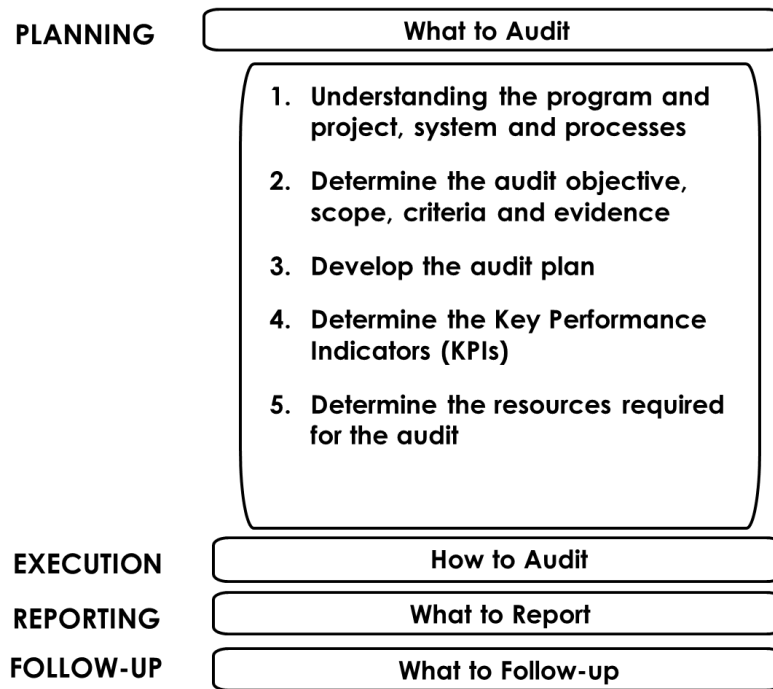 PLANNING
What to Audit
1. Understanding the program and
project, system and processes
2. Determine the audit objective,
scope, criteria and evidence
3. Develop the audit plan
4. Determine the Key Performance
Indicators (KPIs)
5. Determine the resources required
for the audit
EXECUTION
How to Audit
REPORTING
What to Report
FOLLOW-UP
What to Follow-up